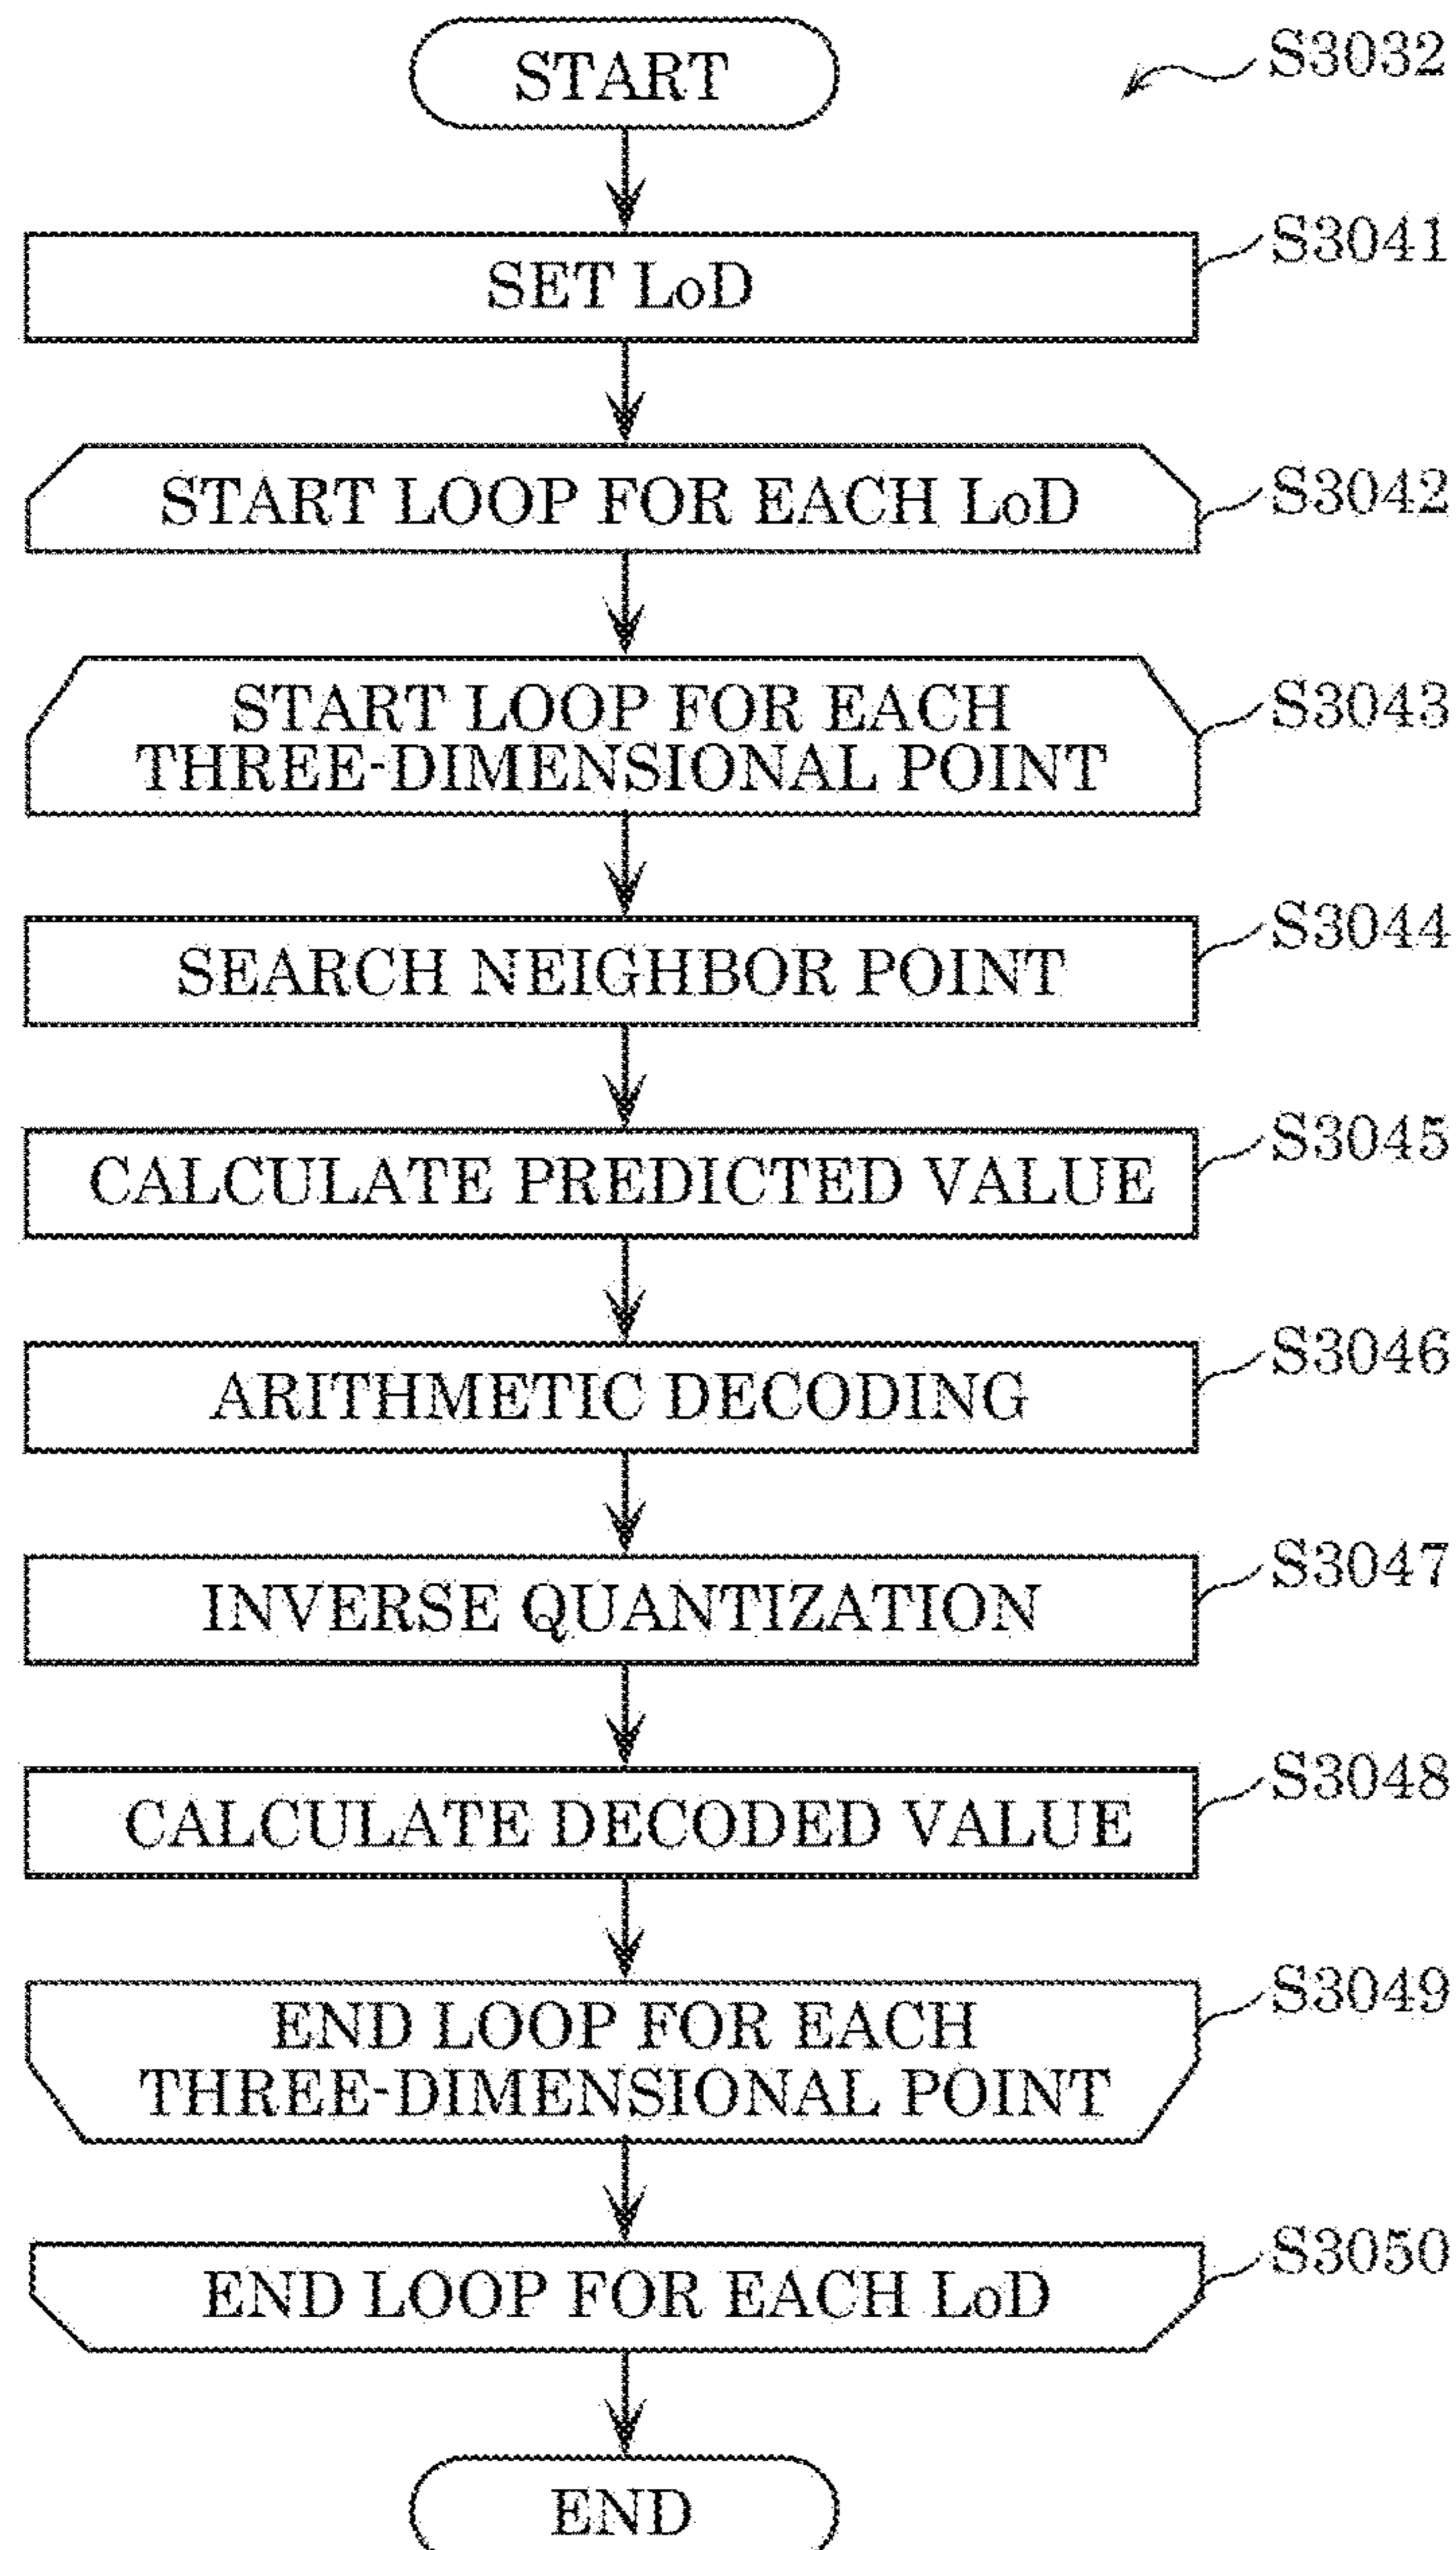 START
S3032
SET LoD
S3041
START LOOP FOR EACH LoD
S3042
START LOOP FOR EACH
THREE-DIMENSIONAL POINT
S3043
SEARCH NEIGHBOR POINT
S3044
CALCULATE PREDICTED VALUE
S3045
ARITHMETIC DECODING
S3046
INVERSE QUANTIZATION
S3047
CALCULATE DECODED VALUE
S3048
END LOOP FOR EACH
THREE-DIMENSIONAL POINT
S3049
END LOOP FOR EACH LoD
S3050
END